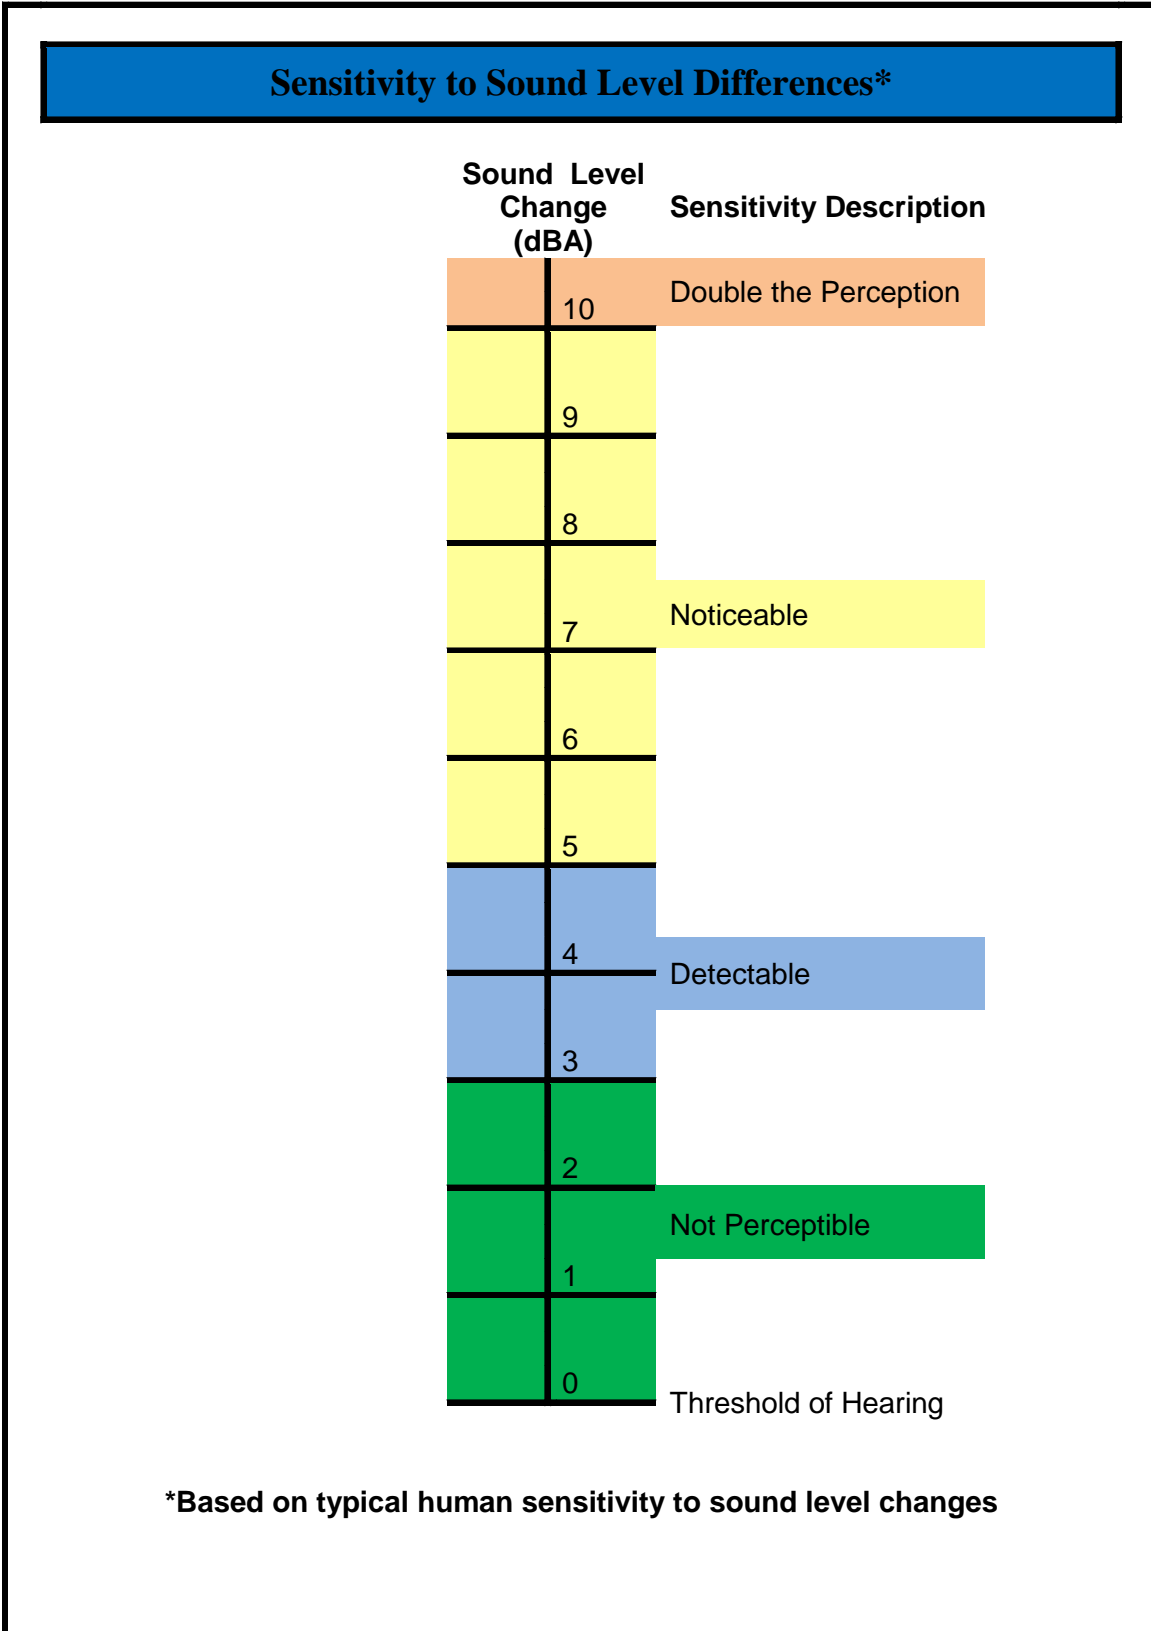 Sensitivity to Sound Level Differences*
Sound Level
Change
(dBA)
Sensitivity Description
10
Double the Perception
9
8
7
Noticeable
6
5
4
Detectable
3
2
Not Perceptible
1
0
Threshold of Hearing
*Based on typical human sensitivity to sound level changes